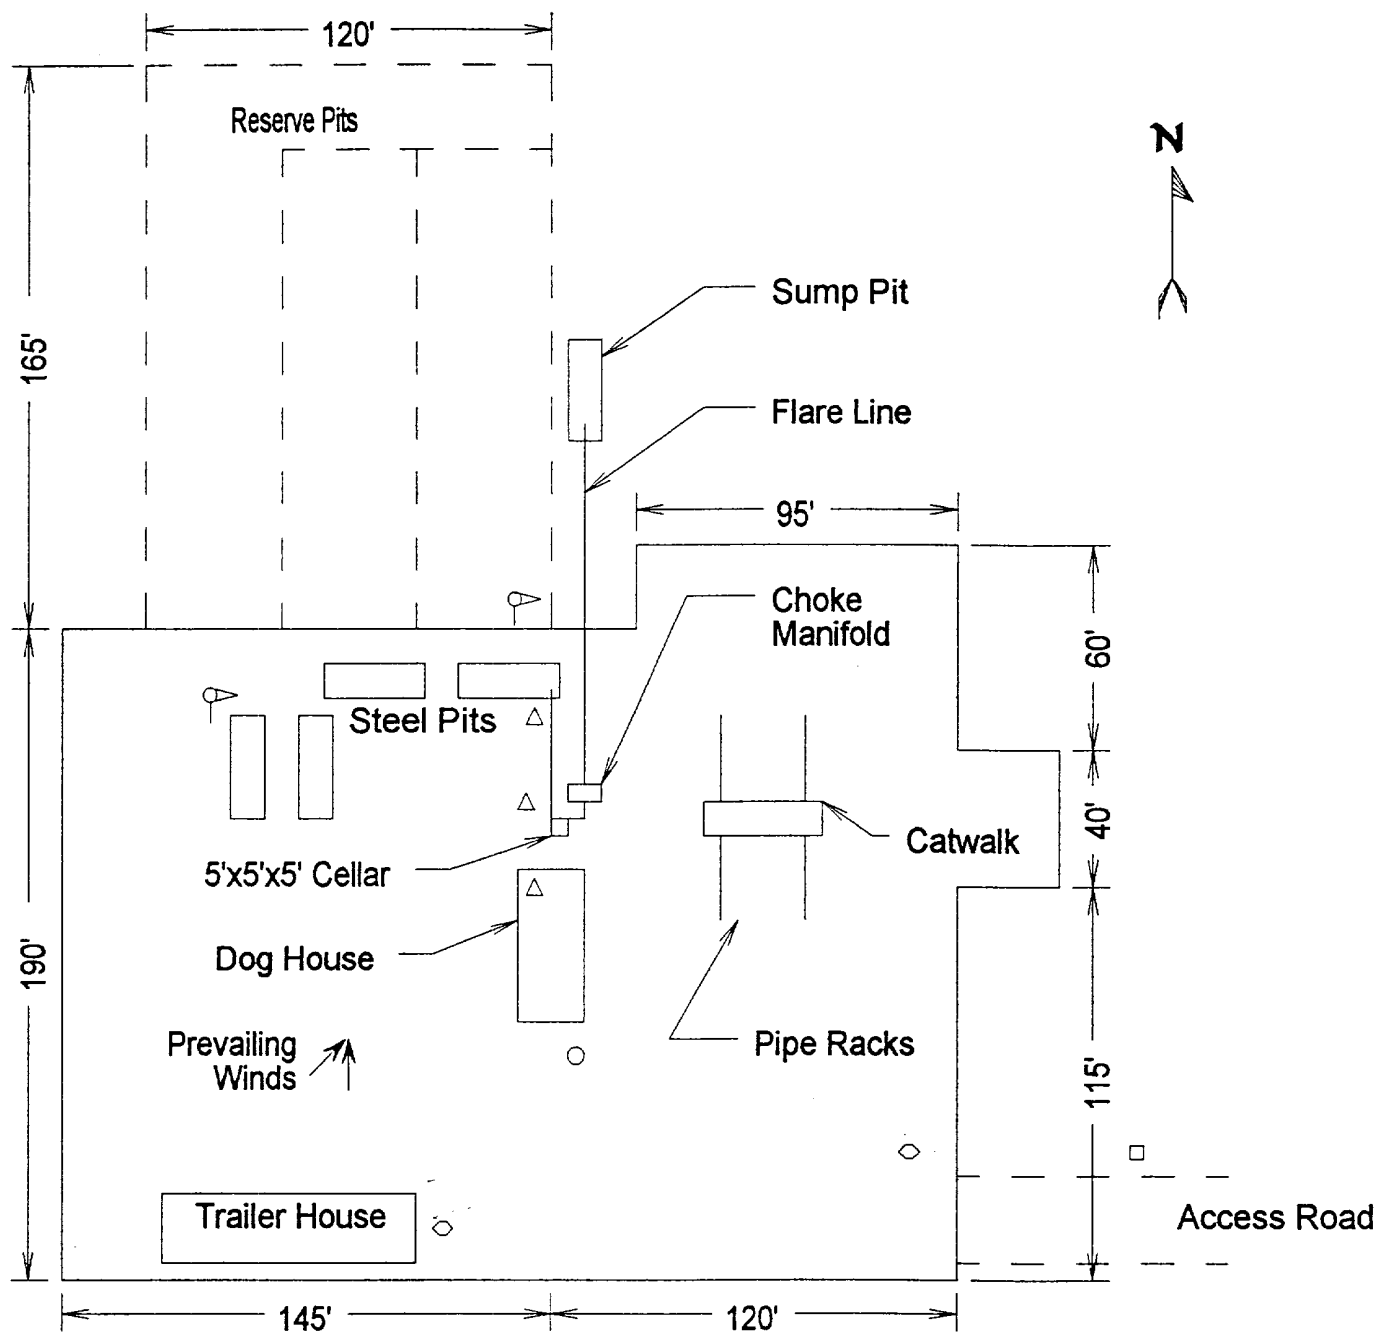 120'
Reserve Pits
N
Sump Pit
165'
Flare Line
95'
Choke
Manifold
60'
Steel Pits
40'
Catwalk
5'x5'x5' Cellar
Dog House
190'
Prevailing
Winds
Pipe Racks
115'
Trailer House
Access Road
145'
120'